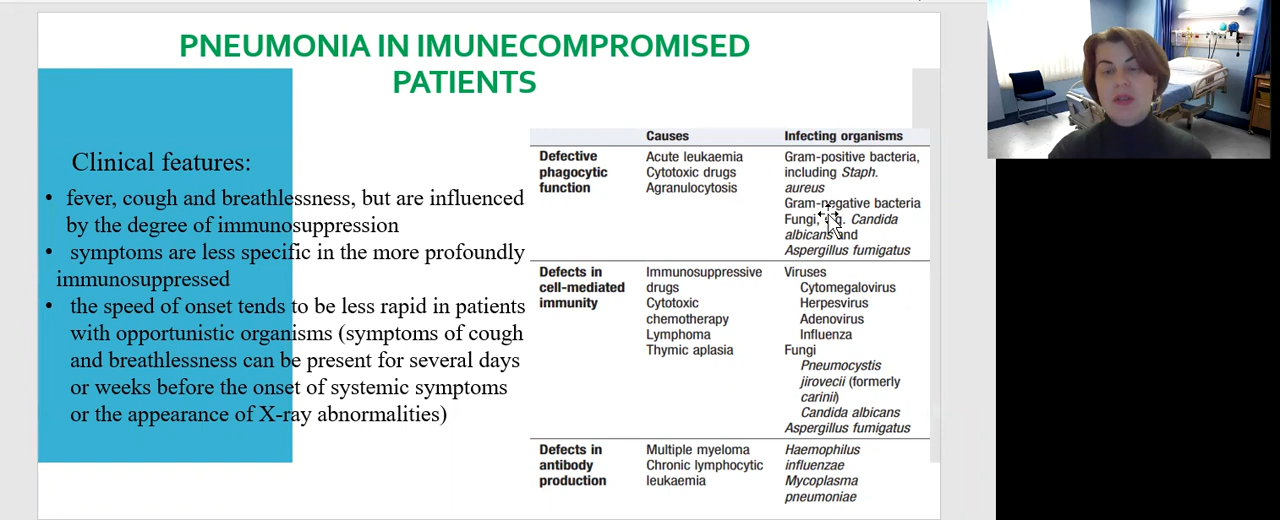 PNEUMONIA IN IMUNECOMPROMISED
PATIENTS
Clinical features:
• fever, cough and breathlessness, but are influenced
by the degree of immunosuppression
• symptoms are less specific in the more profoundly
immunosuppressed
• the speed of onset tends to be less rapid in patients
with opportunistic organisms (symptoms of cough
and breathlessness can be present for several days
or weeks before the onset of systemic symptoms
or the appearance of X-ray abnormalities)
Causes Infecting organisms
Defective Acute leukaemia Gram-positive bacteria,
phagocytic Cytotoxic drugs including Staph.
function Agranulocytosis aureus
Gram-negative bacteria
Fungi, Candida
albicans and
Aspergillus fumigatus
Defects in Immunosuppressive Viruses
cell-mediated drugs Cytomegalovirus
immunity Cytotoxic Herpesvirus
chemotherapy Adenovirus
Lymphoma Influenza
Thymic aplasia Fungi
Pneumocystis
jirovecii (formerly
carinii)
Candida albicans
Aspergillus fumigatus
Defects in Multiple myeloma Haemophilus
antibody Chronic lymphocytic influenzae
production leukaemia Mycoplasma
pneumoniae